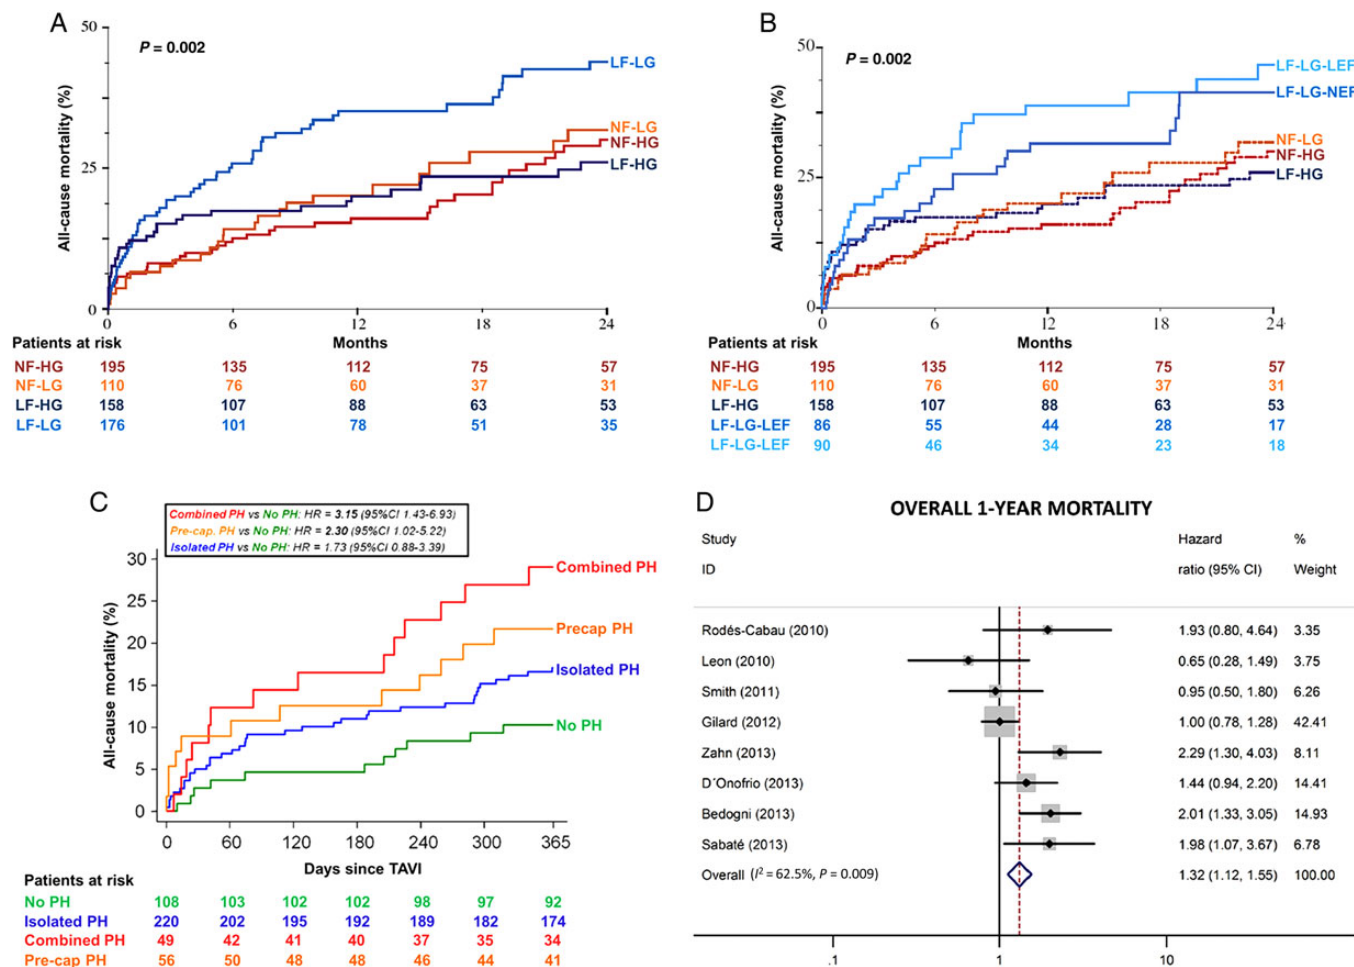 A
50
P = 0.002
LF-LG
NF-LG
NF-HG
LF-HG
25
0
All-cause mortality (%)
0 6 12 18 24
Patients at risk Months
NF-HG 195 135 112 75 57
NF-LG 110 76 60 37 31
LF-HG 158 107 88 63 53
LF-LG 176 101 78 51 35
B
50
P = 0.002
LF-LG-LEF
LF-LG-NEF
NF-LG
NF-HG
LF-HG
25
0
All-cause mortality (%)
0 6 12 18 24
Patients at risk Months
NF-HG 195 135 112 75 57
NF-LG 110 76 60 37 31
LF-HG 158 107 88 63 53
LF-LG-LEF 86 55 44 28 17
LF-LG-LEF 90 46 34 23 18
C
Combined PH vs No PH: HR = 3.15 (95%CI 1.43-6.93)
Pre-cap. PH vs No PH: HR = 2.30 (95%CI 1.02-5.22)
Isolated PH vs No PH: HR = 1.73 (95%CI 0.88-3.39)
30
25
20
15
10
5
0
All-cause mortality (%)
Combined PH
Precap PH
Isolated PH
No PH
0 60 120 180 240 300 365
Days since TAVI
Patients at risk
No PH 108 103 102 102 98 97 92
Isolated PH 220 202 195 192 189 182 174
Combined PH 49 42 41 40 37 35 34
Pre-cap PH 56 50 48 48 46 44 41
D
OVERALL 1-YEAR MORTALITY
Study Hazard %
ID ratio (95% CI) Weight
Rodés-Cabau (2010) 1.93 (0.80, 4.64) 3.35
Leon (2010) 0.65 (0.28, 1.49) 3.75
Smith (2011) 0.95 (0.50, 1.80) 6.26
Gilard (2012) 1.00 (0.78, 1.28) 42.41
Zahn (2013) 2.29 (1.30, 4.03) 8.11
D´Onofrio (2013) 1.44 (0.94, 2.20) 14.41
Bedogni (2013) 2.01 (1.33, 3.05) 14.93
Sabaté (2013) 1.98 (1.07, 3.67) 6.78
Overall (I² = 62.5%, P = 0.009) 1.32 (1.12, 1.55) 100.00
.1 1 10